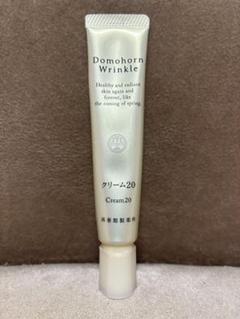 Domohorn
Wrinkle
Healthy and radiant
skin again and
forever, like
the coming of spring.
クリーム20
Cream20
再春館製薬所